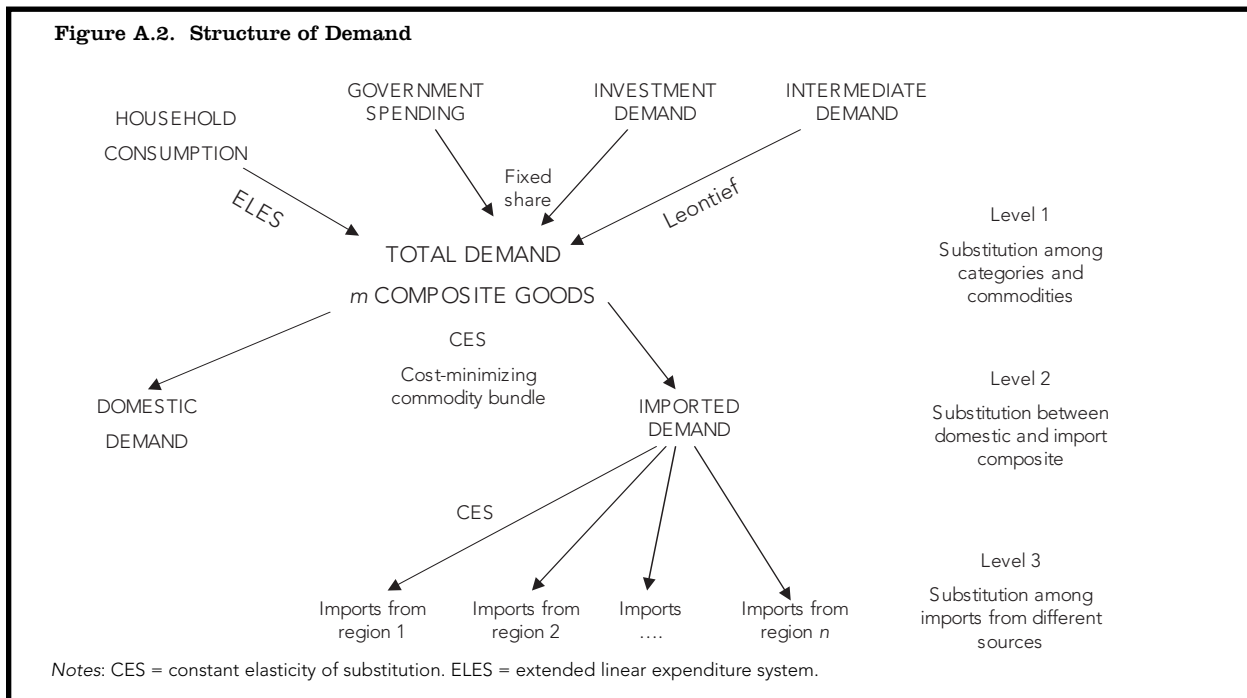 Figure A.2. Structure of Demand
HOUSEHOLD
CONSUMPTION
GOVERNMENT
SPENDING
INVESTMENT
DEMAND
INTERMEDIATE
DEMAND
ELES
Fixed
share
Leontief
TOTAL DEMAND
m COMPOSITE GOODS
Level 1
Substitution among
categories and
commodities
CES
Cost-minimizing
commodity bundle
DOMESTIC
DEMAND
IMPORTED
DEMAND
Level 2
Substitution between
domestic and import
composite
CES
Imports from
region 1
Imports from
region 2
Imports
....
Imports from
region n
Level 3
Substitution among
imports from different
sources
Notes: CES = constant elasticity of substitution. ELES = extended linear expenditure system.